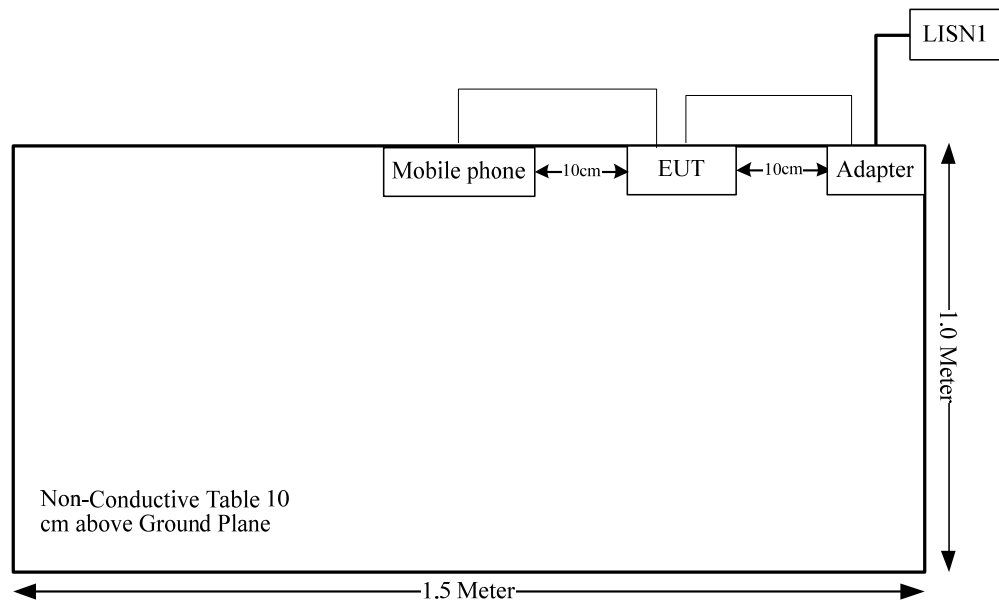 LISN1
Mobile phone
10cm
EUT
10cm
Adapter
1.0 Meter
Non-Conductive Table 10
cm above Ground Plane
1.5 Meter